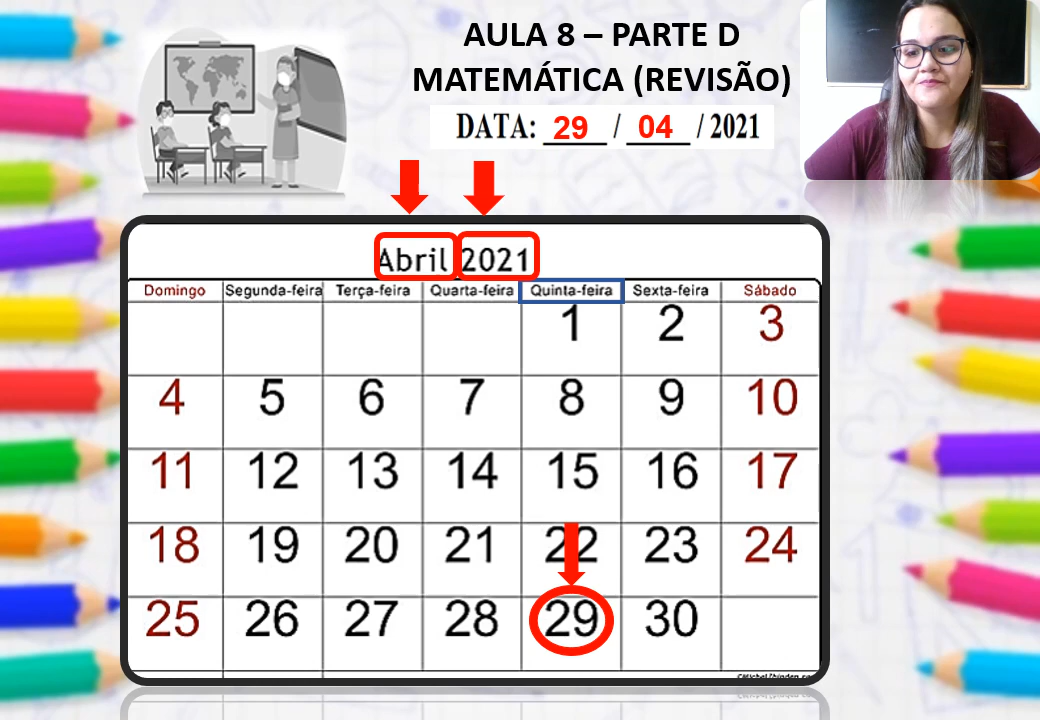 AULA 8 – PARTE D
MATEMÁTICA (REVISÃO)
DATA: 29 / 04 / 2021
Abril 2021
Domingo Segunda-feira Terça-feira Quarta-feira Quinta-feira Sexta-feira Sábado
1 2 3
4 5 6 7 8 9 10
11 12 13 14 15 16 17
18 19 20 21 22 23 24
25 26 27 28 29 30